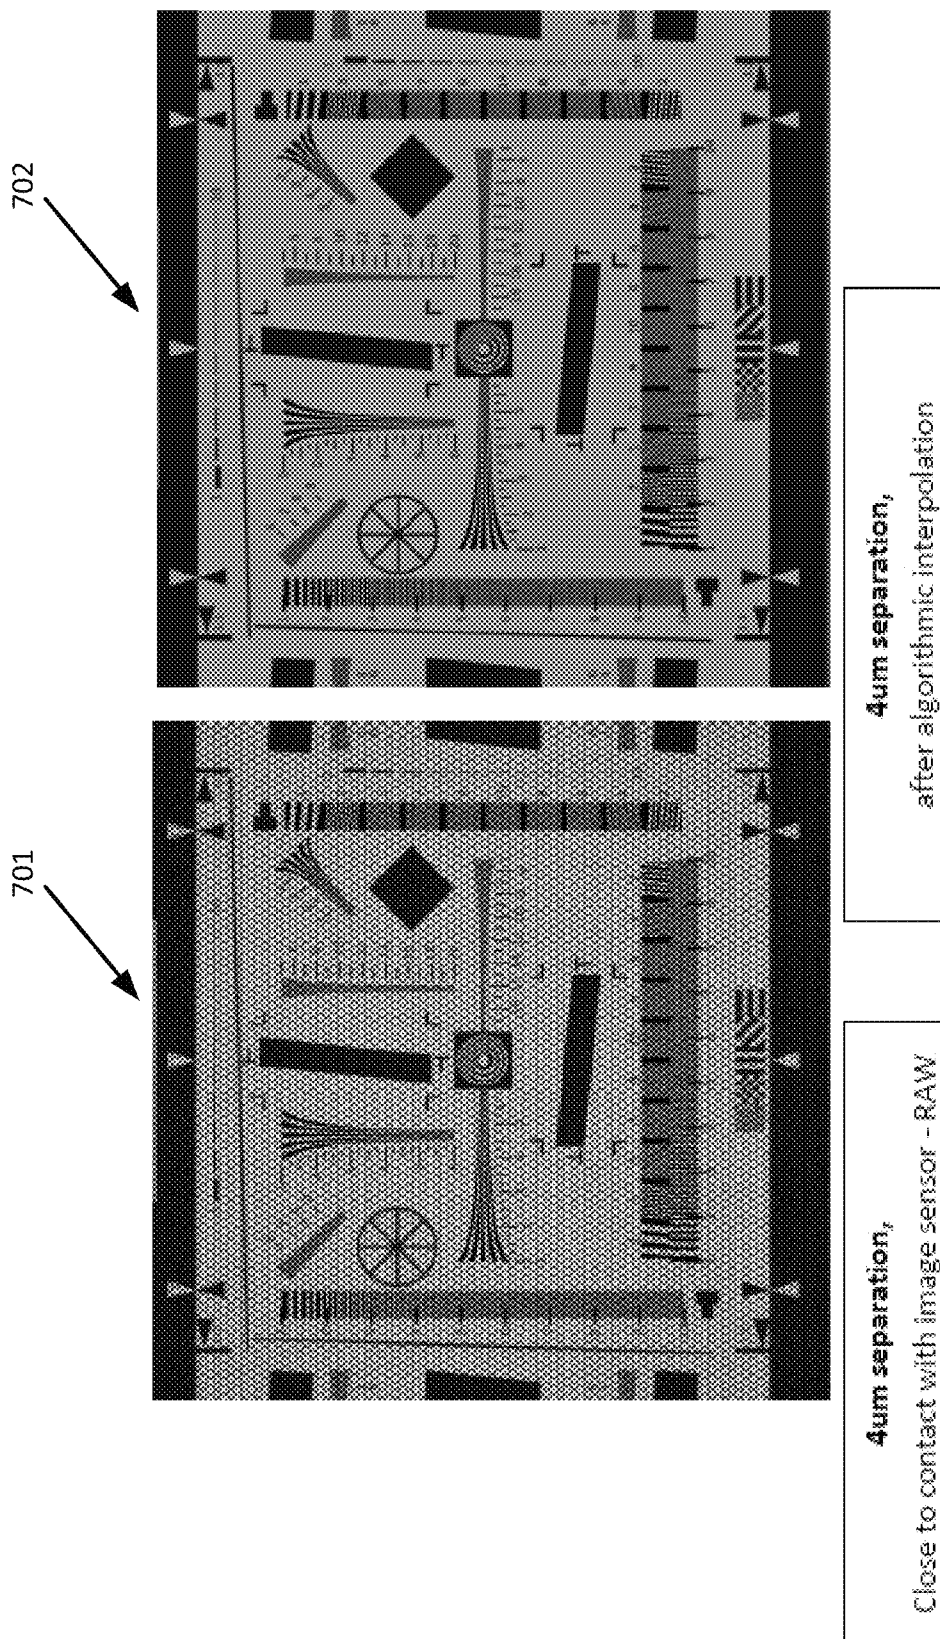 701
702
4um separation,
Close to contact with image sensor - RAW
4um separation,
after algorithmic interpolation